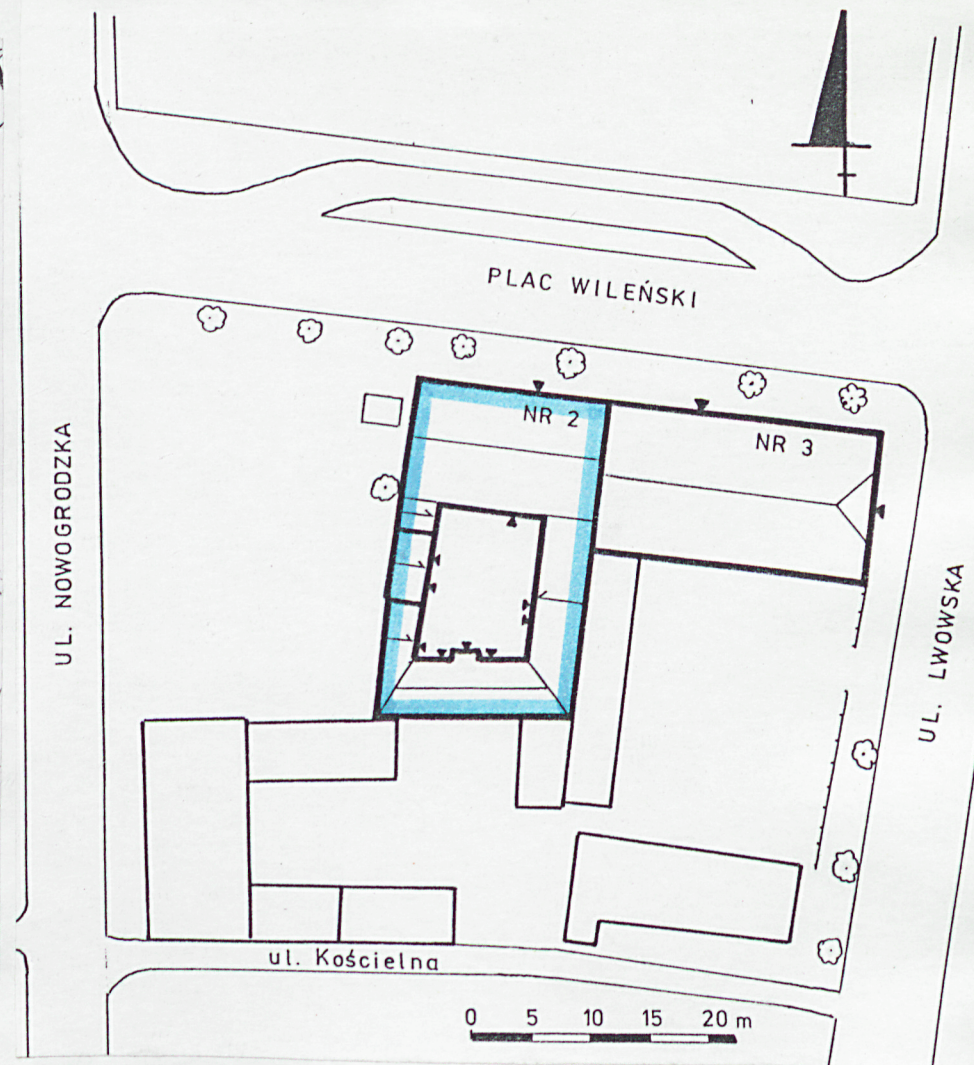 PLAC WILEŃSKI
NR 2
NR 3
UL. NOWOGRODZKA
UL. LWOWSKA
ul. Kościelna
0 5 10 15 20 m